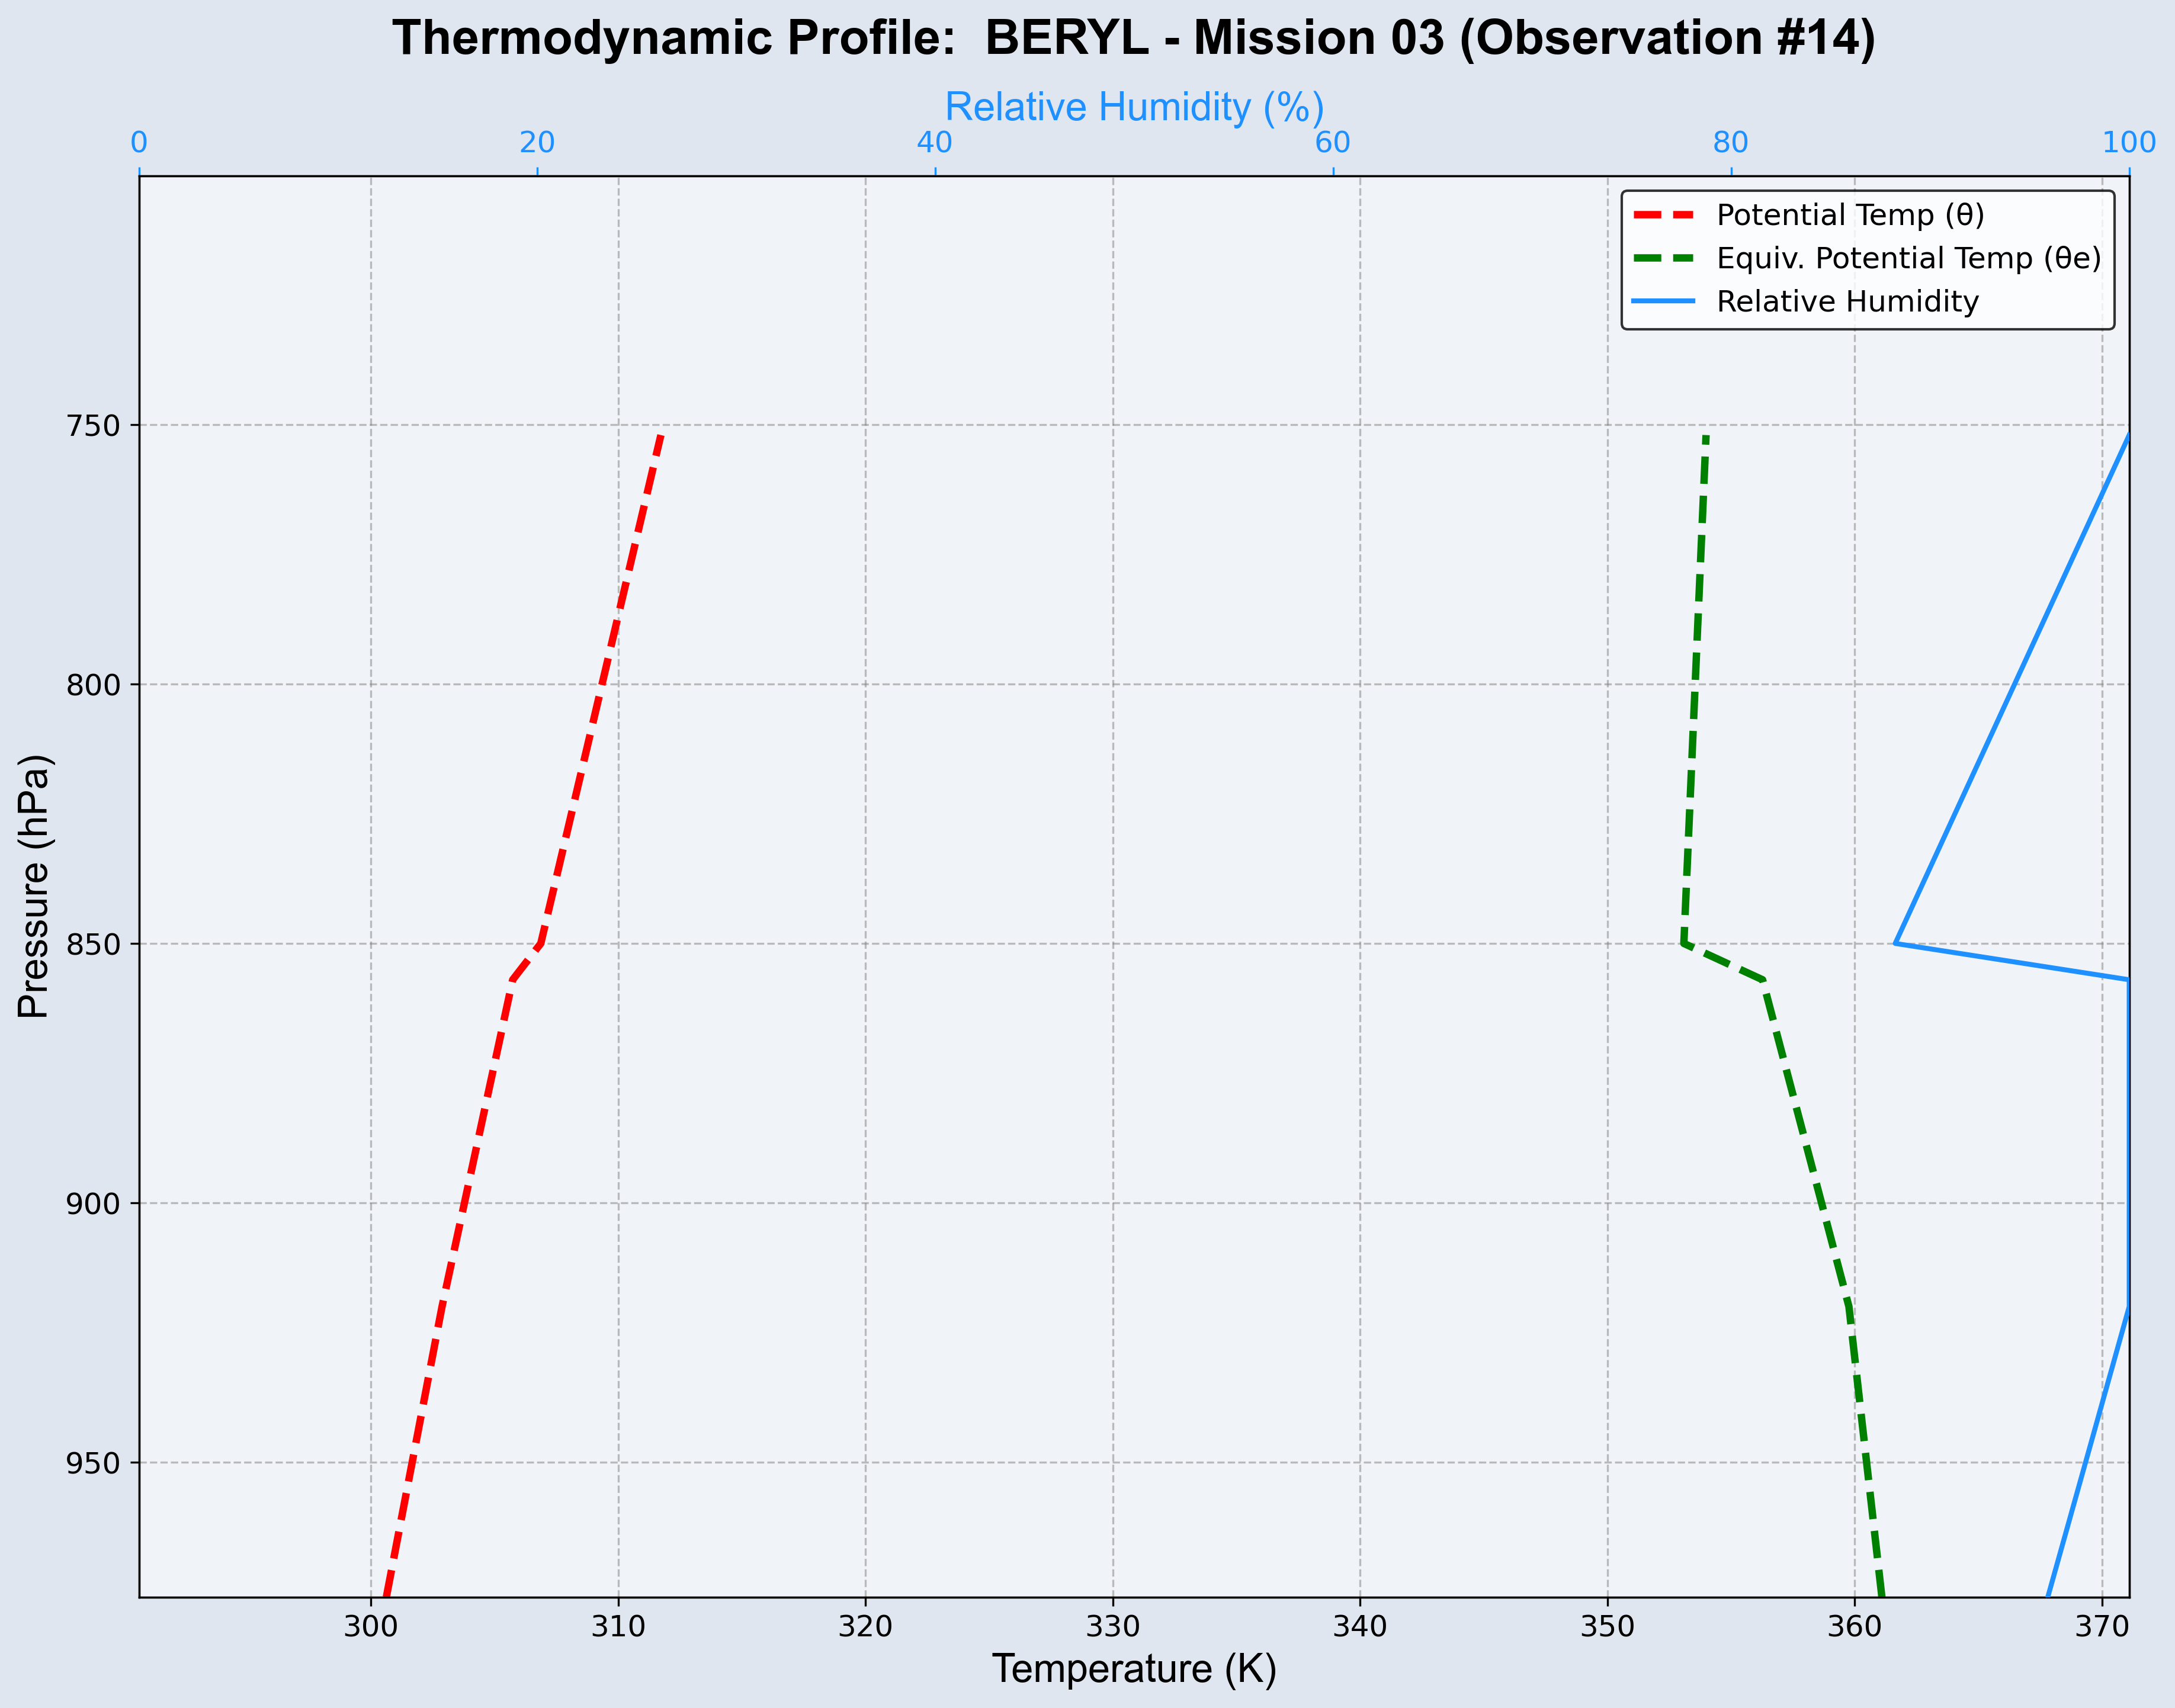 Thermodynamic Profile:  BERYL - Mission 03 (Observation #14)
Relative Humidity (%)
0 20 40 60 80 100
Potential Temp (θ)
Equiv. Potential Temp (θe)
Relative Humidity
Pressure (hPa)
750
800
850
900
950
300 310 320 330 340 350 360 370
Temperature (K)